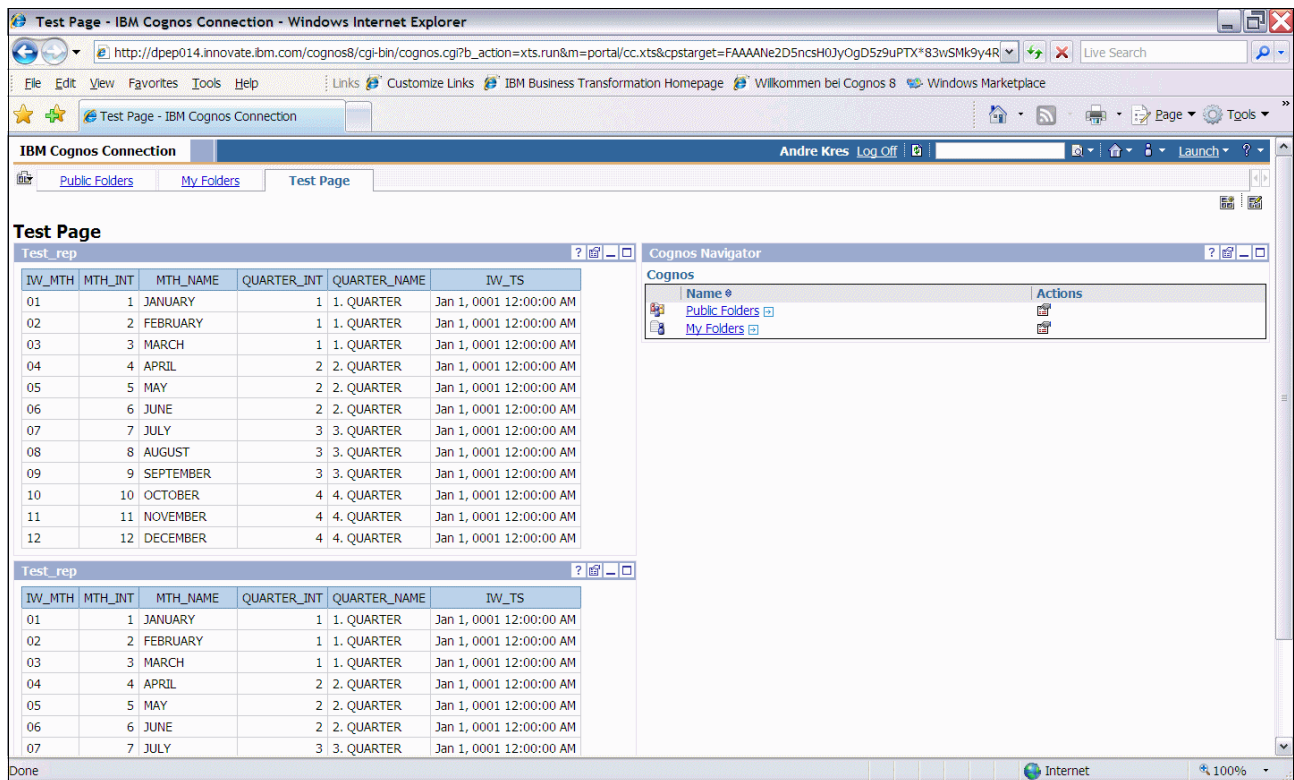 Test Page - IBM Cognos Connection - Windows Internet Explorer
http://dpep014.innovate.ibm.com/cognos8/cgi-bin/cognos.cgi?b_action=xts.run&m=portal/cc.xts&cpstarget=FAAAANe2D5ncsH0JyOgD5z9uPTX*83wSMk9y4R Live Search
File Edit View Favorites Tools Help Links Customize Links IBM Business Transformation Homepage Willkommen bei Cognos 8 Windows Marketplace
Test Page - IBM Cognos Connection Page Tools »
IBM Cognos Connection Andre Kres Log Off Launch ?
Public Folders My Folders Test Page
Test Page
Test_rep ?
IW_MTH MTH_INT MTH_NAME QUARTER_INT QUARTER_NAME IW_TS
01 1 JANUARY 1 1. QUARTER Jan 1, 0001 12:00:00 AM
02 2 FEBRUARY 1 1. QUARTER Jan 1, 0001 12:00:00 AM
03 3 MARCH 1 1. QUARTER Jan 1, 0001 12:00:00 AM
04 4 APRIL 2 2. QUARTER Jan 1, 0001 12:00:00 AM
05 5 MAY 2 2. QUARTER Jan 1, 0001 12:00:00 AM
06 6 JUNE 2 2. QUARTER Jan 1, 0001 12:00:00 AM
07 7 JULY 3 3. QUARTER Jan 1, 0001 12:00:00 AM
08 8 AUGUST 3 3. QUARTER Jan 1, 0001 12:00:00 AM
09 9 SEPTEMBER 3 3. QUARTER Jan 1, 0001 12:00:00 AM
10 10 OCTOBER 4 4. QUARTER Jan 1, 0001 12:00:00 AM
11 11 NOVEMBER 4 4. QUARTER Jan 1, 0001 12:00:00 AM
12 12 DECEMBER 4 4. QUARTER Jan 1, 0001 12:00:00 AM
Test_rep ?
IW_MTH MTH_INT MTH_NAME QUARTER_INT QUARTER_NAME IW_TS
01 1 JANUARY 1 1. QUARTER Jan 1, 0001 12:00:00 AM
02 2 FEBRUARY 1 1. QUARTER Jan 1, 0001 12:00:00 AM
03 3 MARCH 1 1. QUARTER Jan 1, 0001 12:00:00 AM
04 4 APRIL 2 2. QUARTER Jan 1, 0001 12:00:00 AM
05 5 MAY 2 2. QUARTER Jan 1, 0001 12:00:00 AM
06 6 JUNE 2 2. QUARTER Jan 1, 0001 12:00:00 AM
07 7 JULY 3 3. QUARTER Jan 1, 0001 12:00:00 AM
Cognos Navigator ?
Cognos
Name Actions
Public Folders
My Folders
Done Internet 100%